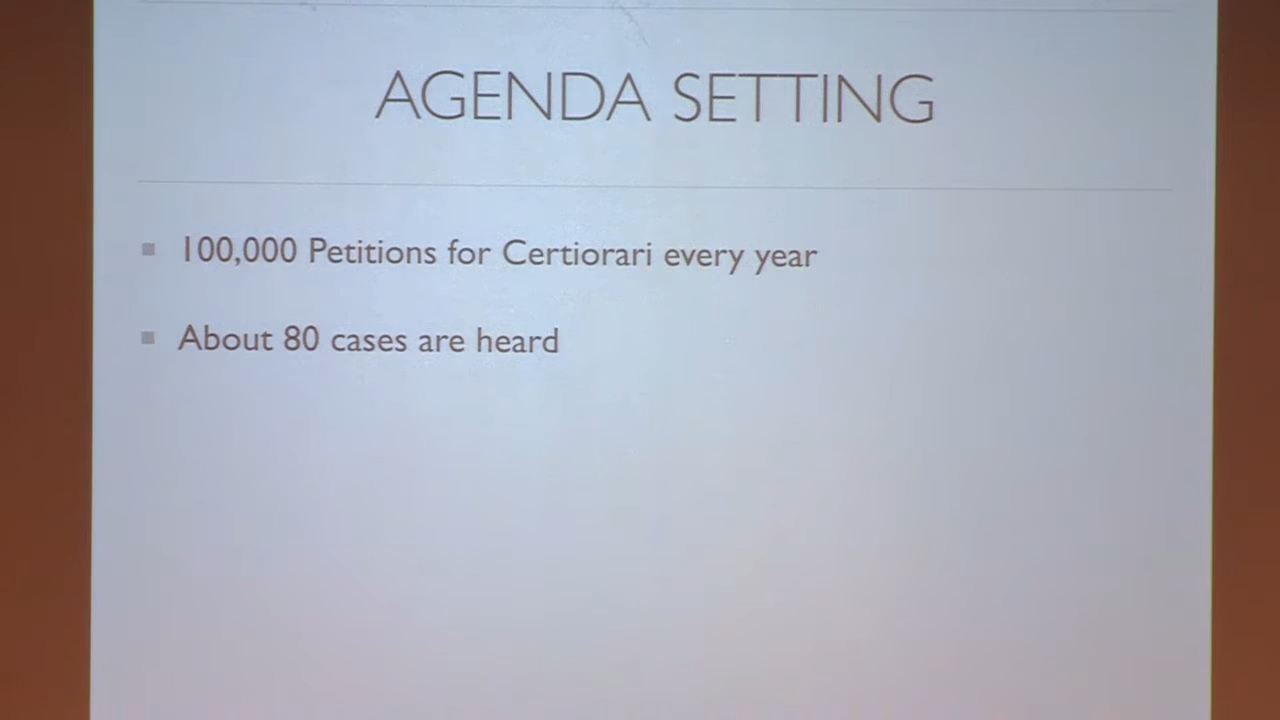 AGENDA SETTING
100,000 Petitions for Certiorari every year
About 80 cases are heard